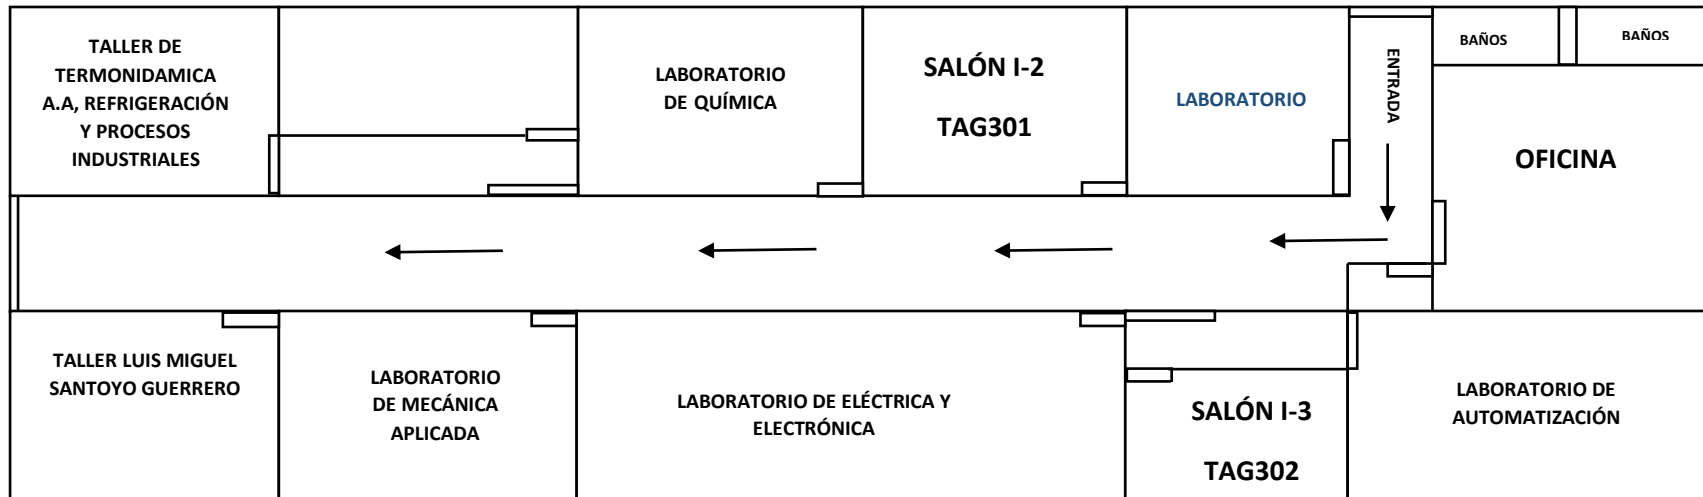 TALLER DE
TERMONIDAMICA
A.A, REFRIGERACIÓN
Y PROCESOS
INDUSTRIALES
LABORATORIO
DE QUÍMICA
SALÓN I-2
TAG301
LABORATORIO
ENTRADA
BAÑOS
BAÑOS
OFICINA
TALLER LUIS MIGUEL
SANTOYO GUERRERO
LABORATORIO
DE MECÁNICA
APLICADA
LABORATORIO DE ELÉCTRICA Y
ELECTRÓNICA
SALÓN I-3
TAG302
LABORATORIO DE
AUTOMATIZACIÓN